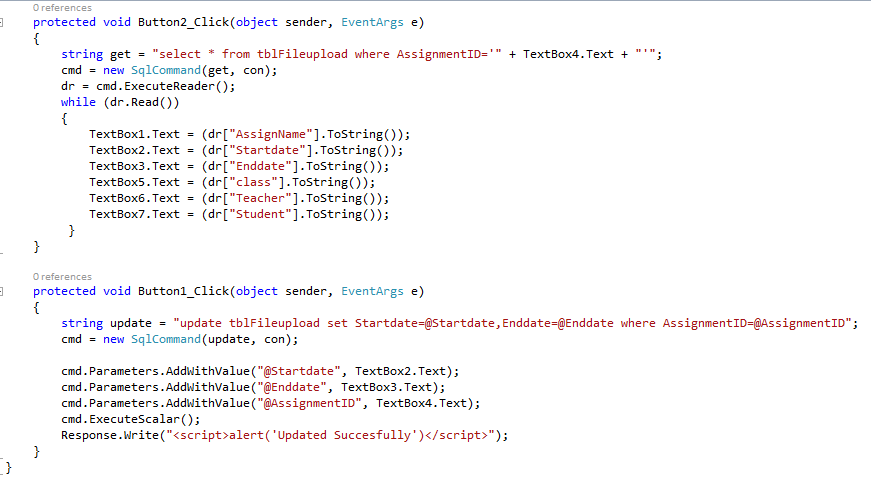 0 references
protected void Button2_Click(object sender, EventArgs e)
{
string get = "select * from tblFileupload where AssignmentID='" + TextBox4.Text + "'";
cmd = new SqlCommand(get, con);
dr = cmd.ExecuteReader();
while (dr.Read())
{
TextBox1.Text = (dr["AssignName"].ToString());
TextBox2.Text = (dr["Startdate"].ToString());
TextBox3.Text = (dr["Enddate"].ToString());
TextBox5.Text = (dr["class"].ToString());
TextBox6.Text = (dr["Teacher"].ToString());
TextBox7.Text = (dr["Student"].ToString());
}
}
0 references
protected void Button1_Click(object sender, EventArgs e)
{
string update = "update tblFileupload set Startdate=@Startdate,Enddate=@Enddate where AssignmentID=@AssignmentID";
cmd = new SqlCommand(update, con);
cmd.Parameters.AddWithValue("@Startdate", TextBox2.Text);
cmd.Parameters.AddWithValue("@Enddate", TextBox3.Text);
cmd.Parameters.AddWithValue("@AssignmentID", TextBox4.Text);
cmd.ExecuteScalar();
Response.Write("<script>alert('Updated Succesfully')</script>");
}
}